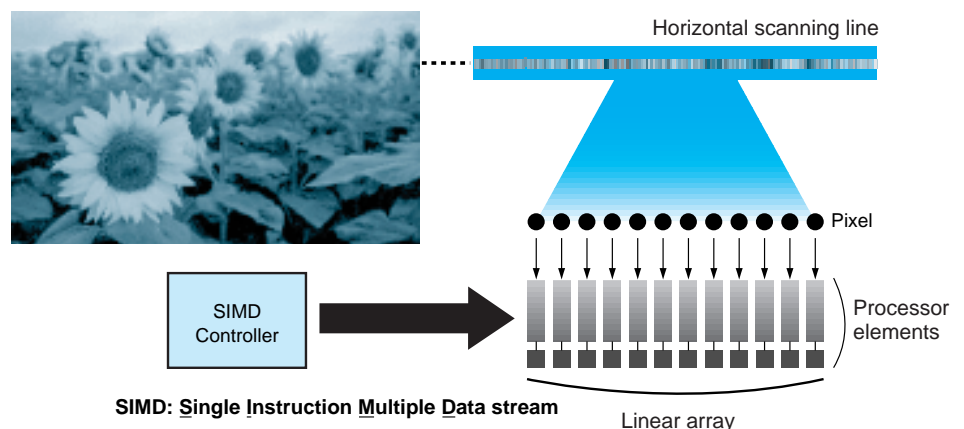 Horizontal scanning line
Pixel
SIMD
Controller
Processor
elements
SIMD: Single Instruction Multiple Data stream
Linear array